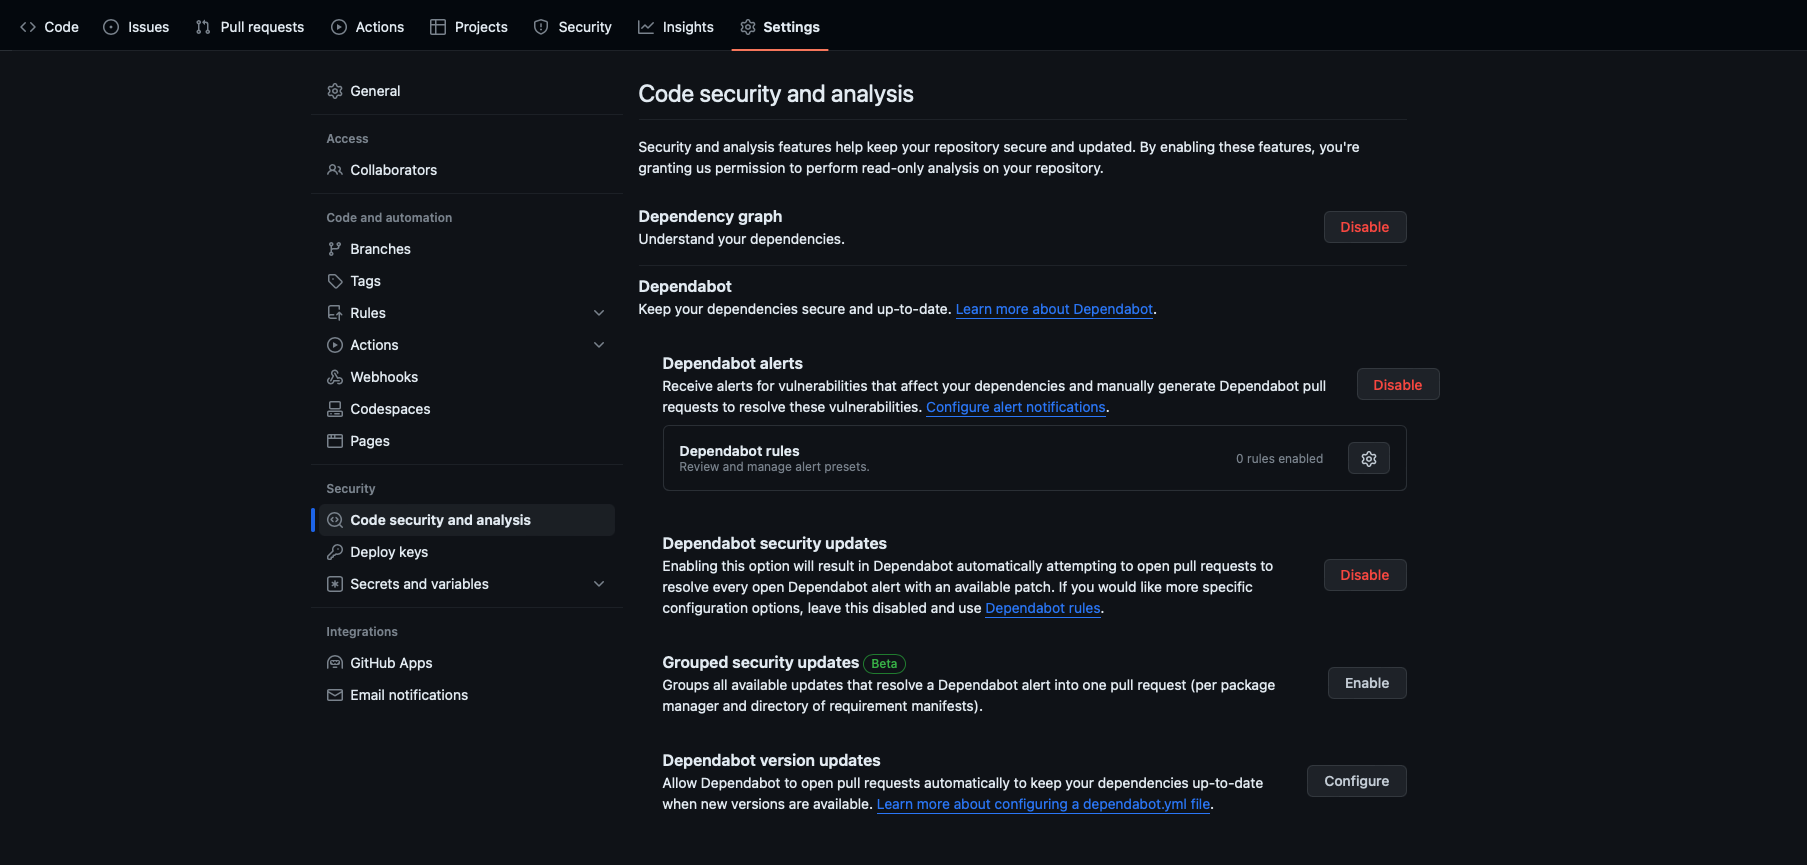 Code
Issues
Pull requests
Actions
Projects
Security
Insights
Settings
General
Access
Collaborators
Code and automation
Branches
Tags
Rules
Actions
Webhooks
Codespaces
Pages
Security
Code security and analysis
Deploy keys
Secrets and variables
Integrations
GitHub Apps
Email notifications
Code security and analysis
Security and analysis features help keep your repository secure and updated. By enabling these features, you're
granting us permission to perform read-only analysis on your repository.
Dependency graph
Understand your dependencies.
Disable
Dependabot
Keep your dependencies secure and up-to-date. Learn more about Dependabot.
Dependabot alerts
Receive alerts for vulnerabilities that affect your dependencies and manually generate Dependabot pull
requests to resolve these vulnerabilities. Configure alert notifications.
Disable
Dependabot rules
Review and manage alert presets.
0 rules enabled
Dependabot security updates
Enabling this option will result in Dependabot automatically attempting to open pull requests to
resolve every open Dependabot alert with an available patch. If you would like more specific
configuration options, leave this disabled and use Dependabot rules.
Disable
Grouped security updates Beta
Groups all available updates that resolve a Dependabot alert into one pull request (per package
manager and directory of requirement manifests).
Enable
Dependabot version updates
Allow Dependabot to open pull requests automatically to keep your dependencies up-to-date
when new versions are available. Learn more about configuring a dependabot.yml file.
Configure